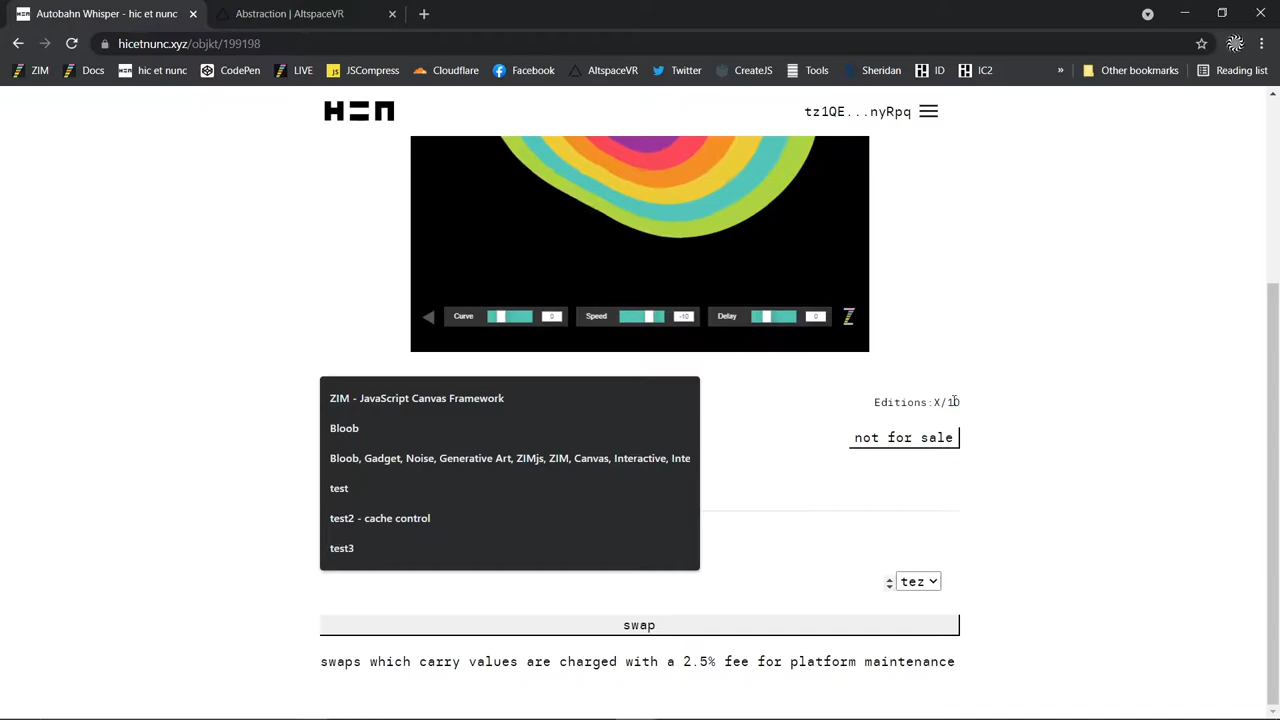 Autobahn Whisper - hic et nunc
Abstraction | AltspaceVR
hicetnunc.xyz/objkt/199198
ZIM
Docs
hic et nunc
CodePen
LIVE
JSCompress
Cloudflare
Facebook
AltspaceVR
Twitter
CreateJS
Tools
Sheridan
ID
IC2
»
Other bookmarks
Reading list
tz1QE...nyRpq
Curve 0 Speed -10 Delay 0
ZIM - JavaScript Canvas Framework
Editions:X/10
Bloob
not for sale
Bloob, Gadget, Noise, Generative Art, ZIMjs, ZIM, Canvas, Interactive, Inte
test
test2 - cache control
test3
tez
swap
swaps which carry values are charged with a 2.5% fee for platform maintenance